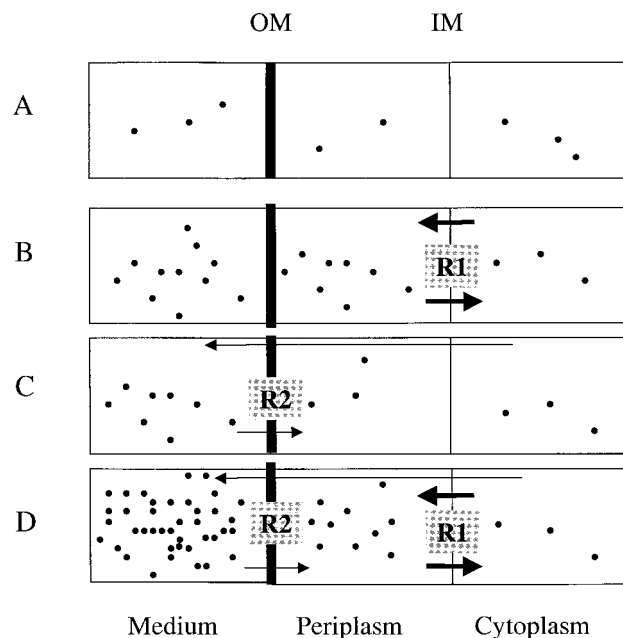 OM IM
A
B R1
C R2
D R2 R1
Medium Periplasm Cytoplasm